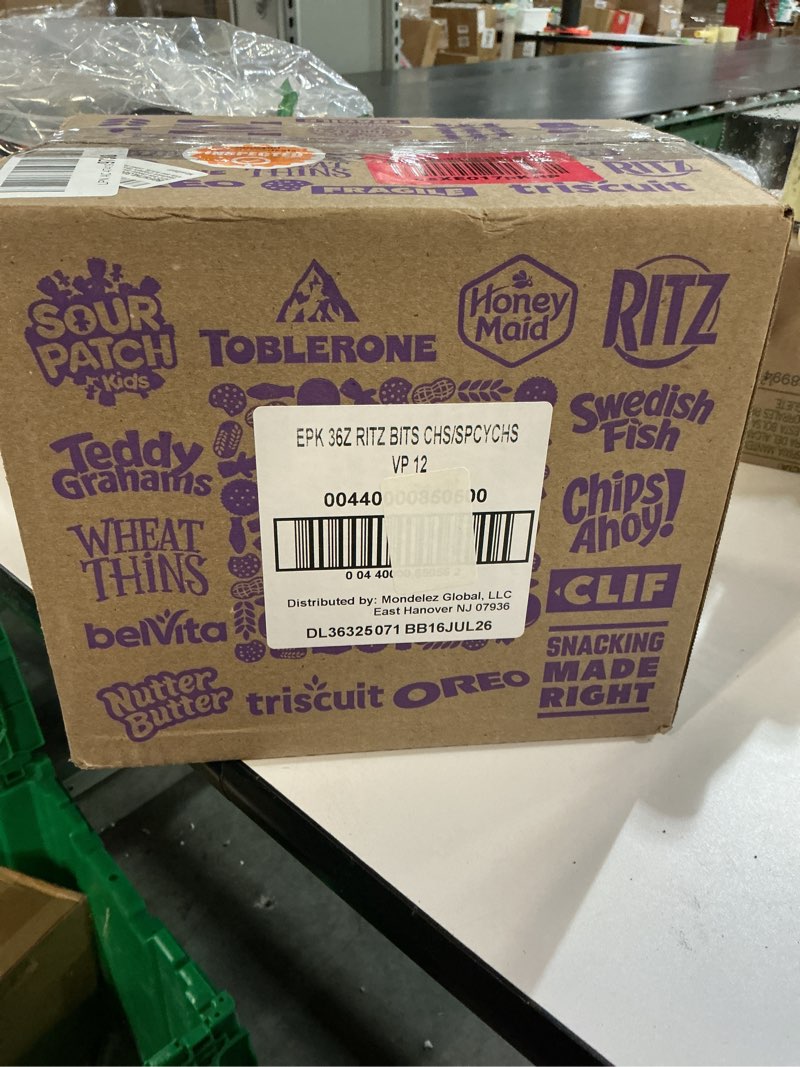 THINS
RITZ
FRAGILE
triscuit
SOUR
PATCH
Kids
TOBLERONE
Honey
Maid
RITZ
Swedish
Fish
Teddy
Grahams
Chips
Ahoy!
WHEAT
THiNS
CLIF
belVita
SNACKING
MADE
RIGHT
Nutter
Butter
triscuit
OREO
EPK 36Z RITZ BITS CHS/SPCYCHS
VP 12
Distributed by: Mondelez Global, LLC
East Hanover NJ 07936
DL36325071 BB16JUL26